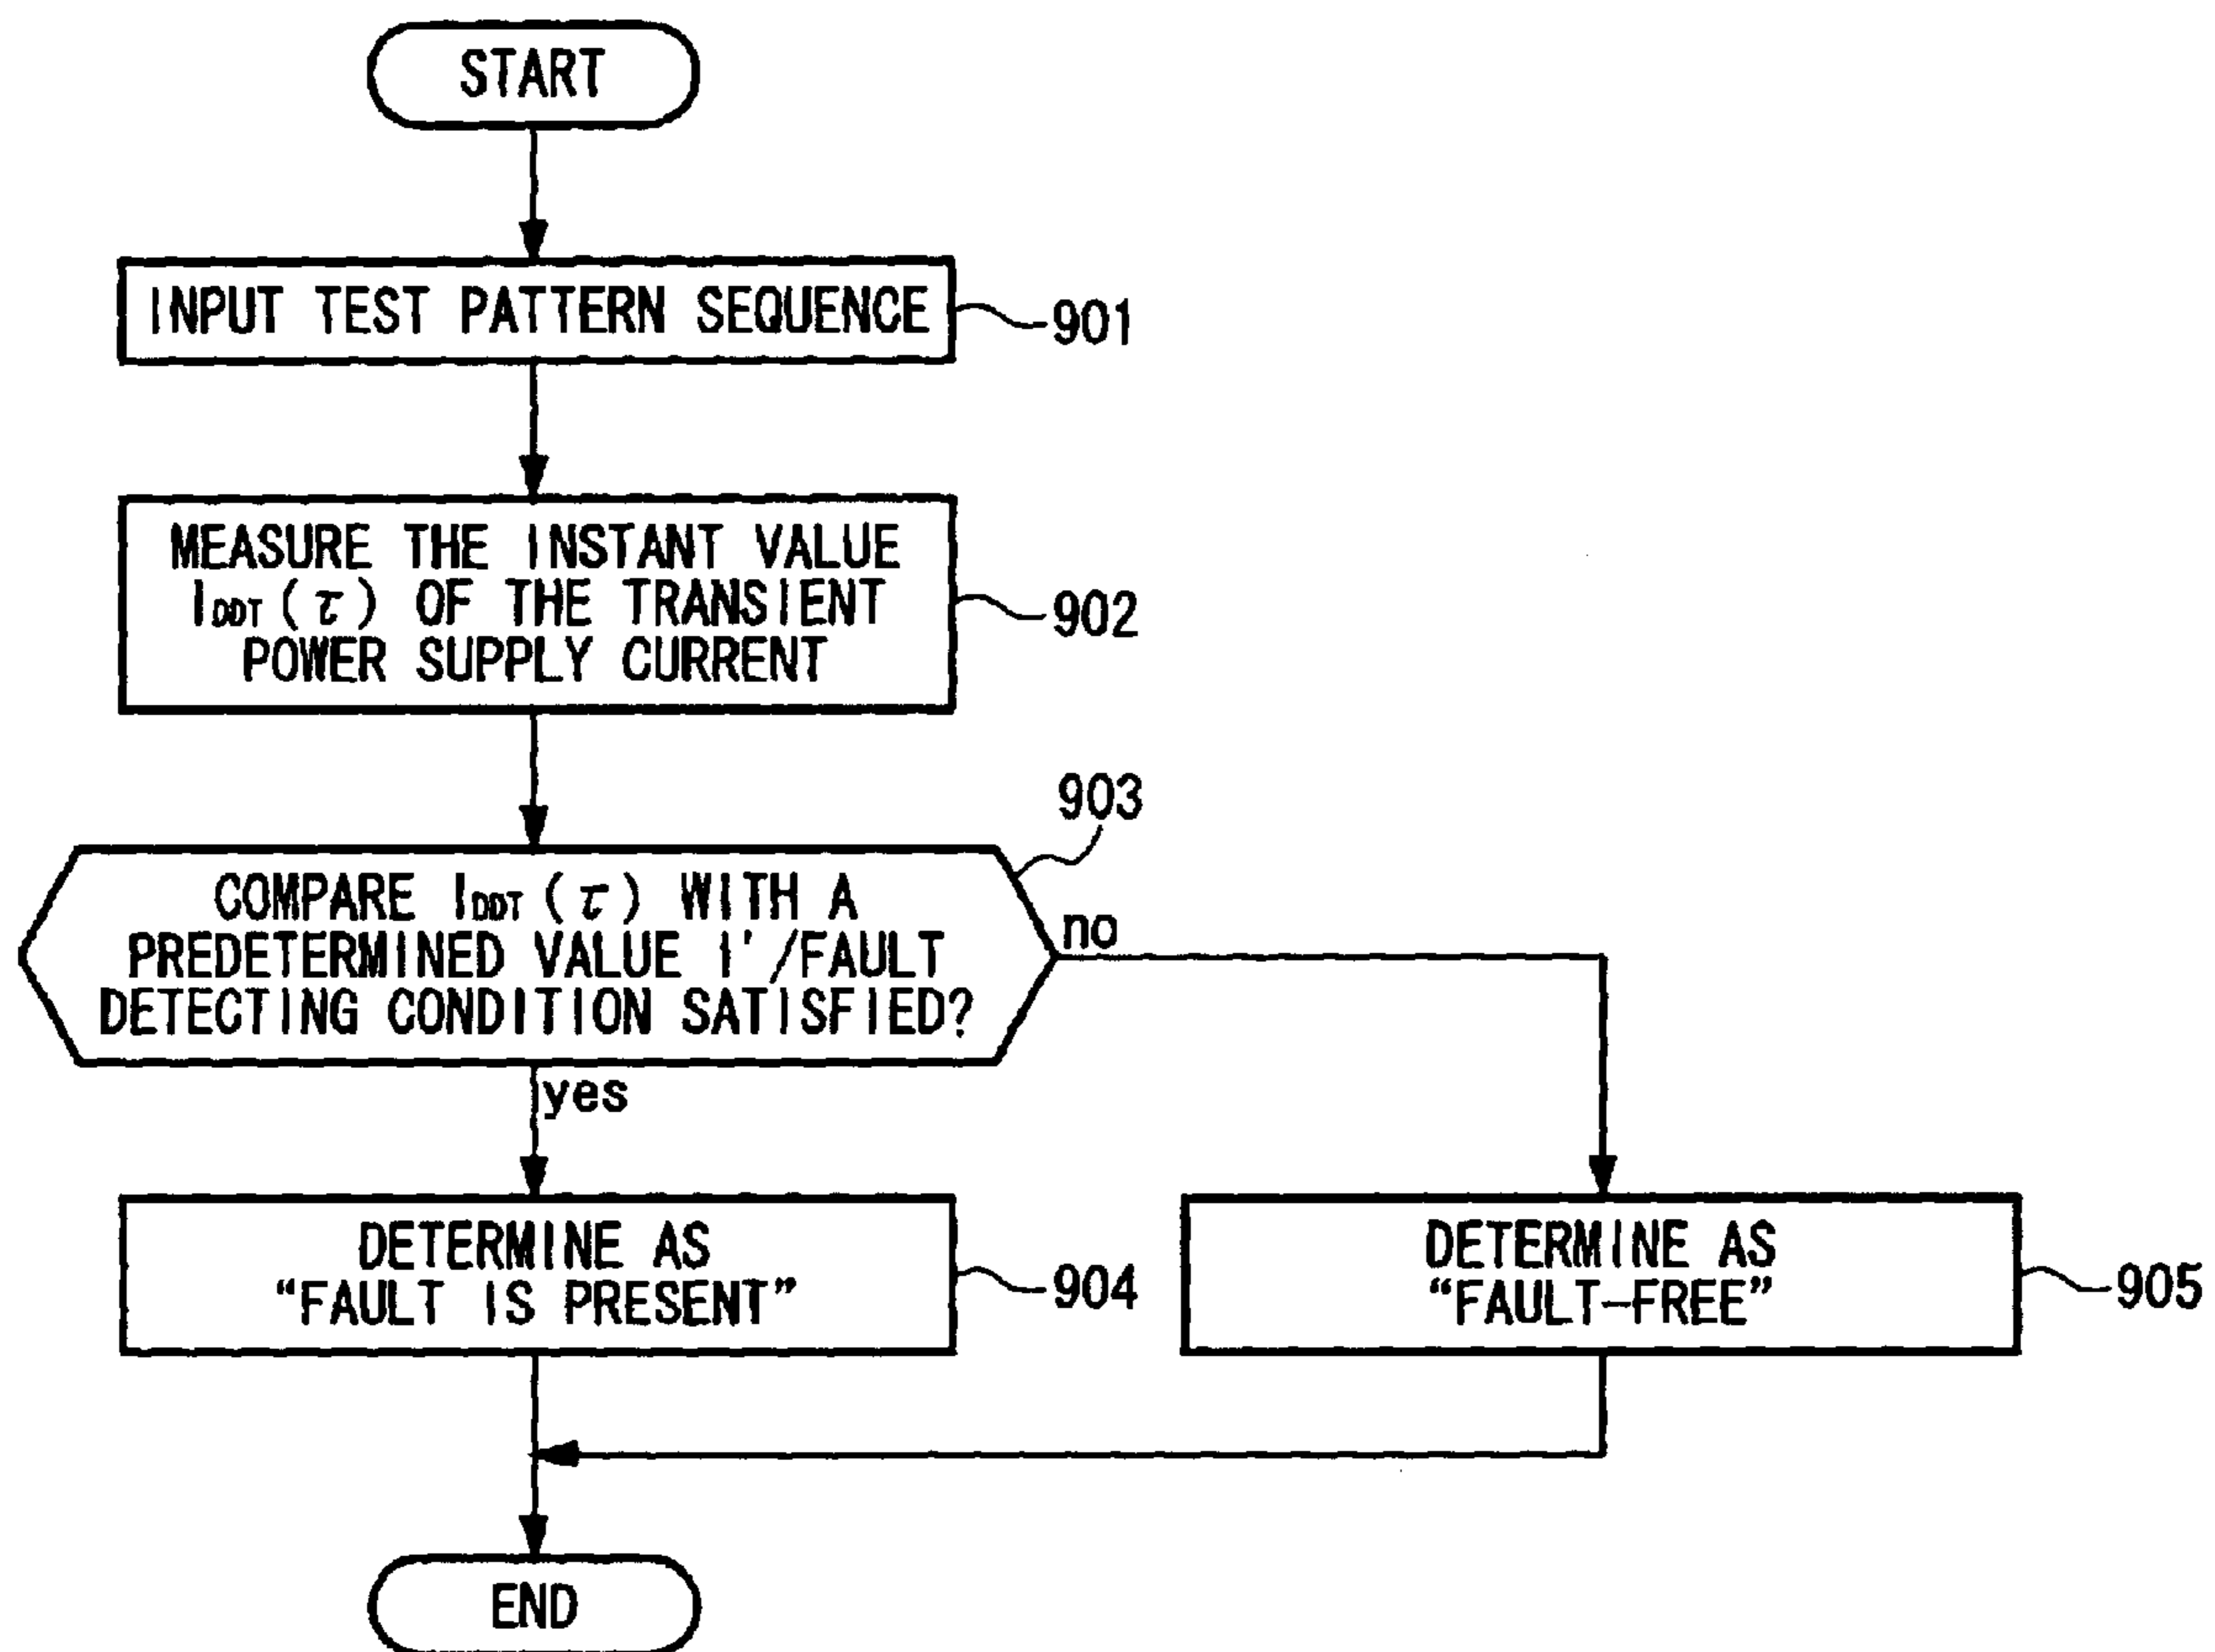 START
INPUT TEST PATTERN SEQUENCE
901
MEASURE THE INSTANT VALUE
IDDT(τ) OF THE TRANSIENT
POWER SUPPLY CURRENT
902
903
COMPARE IDDT(τ) WITH A
PREDETERMINED VALUE I'/FAULT
DETECTING CONDITION SATISFIED?
no
yes
DETERMINE AS
“FAULT IS PRESENT”
904
DETERMINE AS
“FAULT-FREE”
905
END